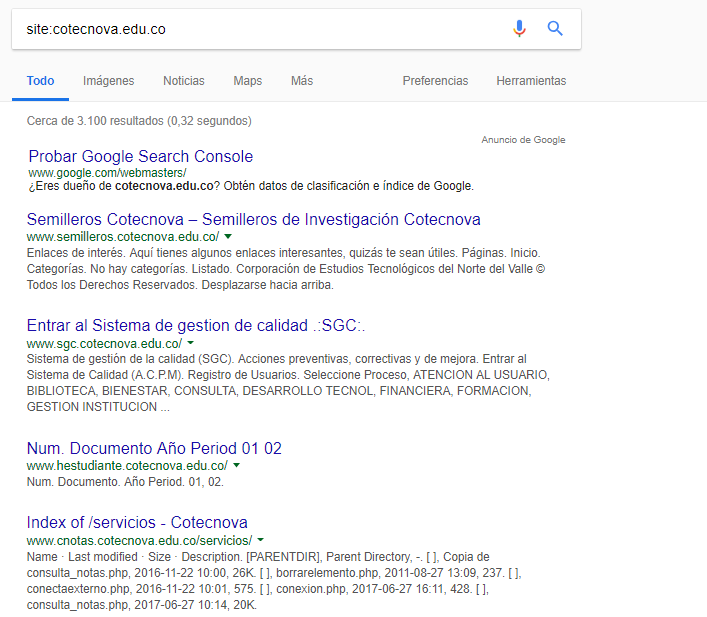 site:cotecnova.edu.co
Todo Imágenes Noticias Maps Más Preferencias Herramientas
Cerca de 3.100 resultados (0,32 segundos)
Anuncio de Google
Probar Google Search Console
www.google.com/webmasters/
¿Eres dueño de cotecnova.edu.co? Obtén datos de clasificación e índice de Google.
Semilleros Cotecnova – Semilleros de Investigación Cotecnova
www.semilleros.cotecnova.edu.co/
Enlaces de interés. Aquí tienes algunos enlaces interesantes, quizás te sean útiles. Páginas. Inicio.
Categorías. No hay categorías. Listado. Corporación de Estudios Tecnológicos del Norte del Valle ©
Todos los Derechos Reservados. Desplazarse hacia arriba.
Entrar al Sistema de gestion de calidad .:SGC:.
www.sgc.cotecnova.edu.co/
Sistema de gestión de la calidad (SGC). Acciones preventivas, correctivas y de mejora. Entrar al
Sistema de Calidad (A.C.P.M). Registro de Usuarios. Seleccione Proceso, ATENCION AL USUARIO,
BIBLIOTECA, BIENESTAR, CONSULTA, DESARROLLO TECNOL, FINANCIERA, FORMACION,
GESTION INSTITUCION ...
Num. Documento Año Period 01 02
www.hestudiante.cotecnova.edu.co/
Num. Documento. Año Period. 01, 02.
Index of /servicios - Cotecnova
www.cnotas.cotecnova.edu.co/servicios/
Name · Last modified · Size · Description. [PARENTDIR], Parent Directory, -. [ ], Copia de
consulta_notas.php, 2016-11-22 10:00, 26K. [ ], borrarelemento.php, 2011-08-27 13:09, 237. [ ],
conectaexterno.php, 2016-11-22 10:01, 575. [ ], conexion.php, 2017-06-27 16:11, 428. [ ],
consulta_notas.php, 2017-06-27 10:14, 20K.